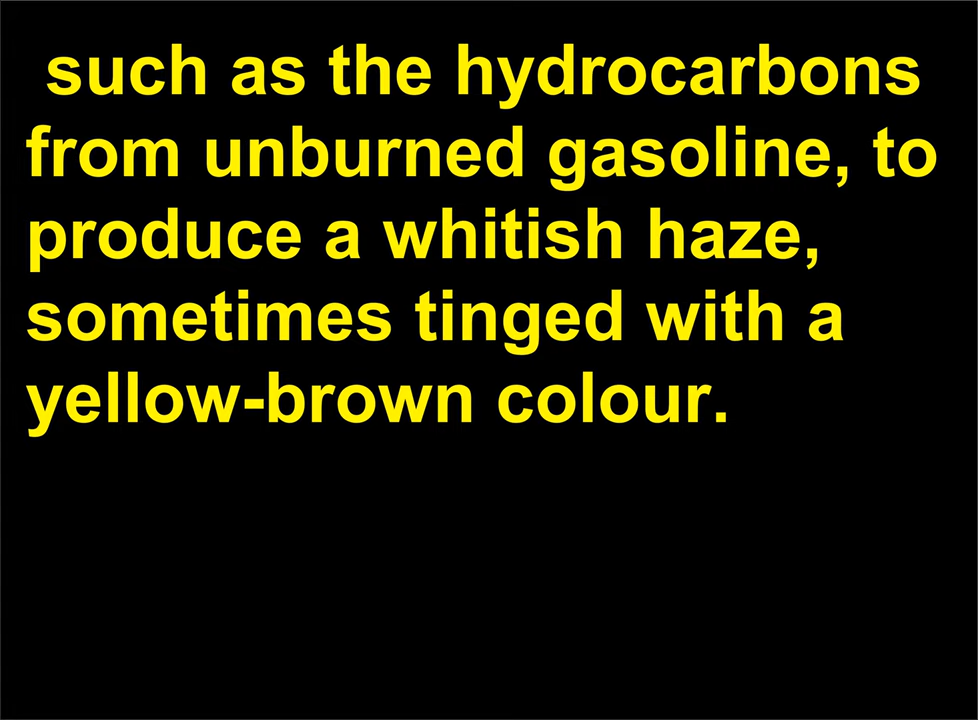 such as the hydrocarbons
from unburned gasoline, to
produce a whitish haze,
sometimes tinged with a
yellow-brown colour.